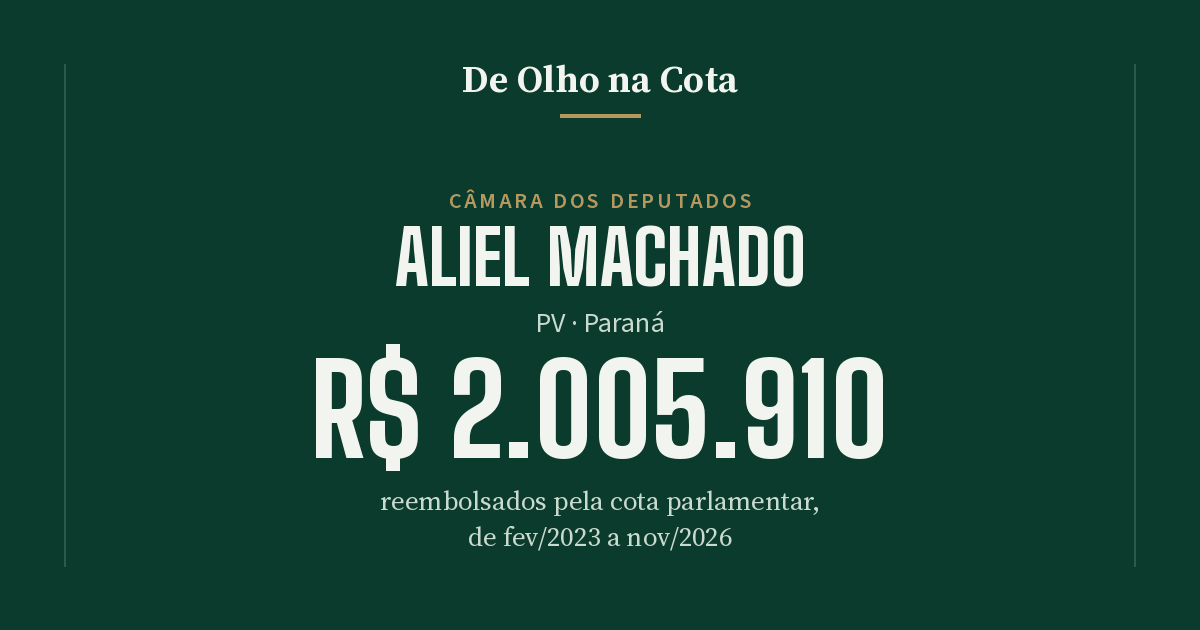 De Olho na Cota
CÂMARA DOS DEPUTADOS
ALIEL MACHADO
PV · Paraná
R$ 2.005.910
reembolsados pela cota parlamentar,
de fev/2023 a nov/2026